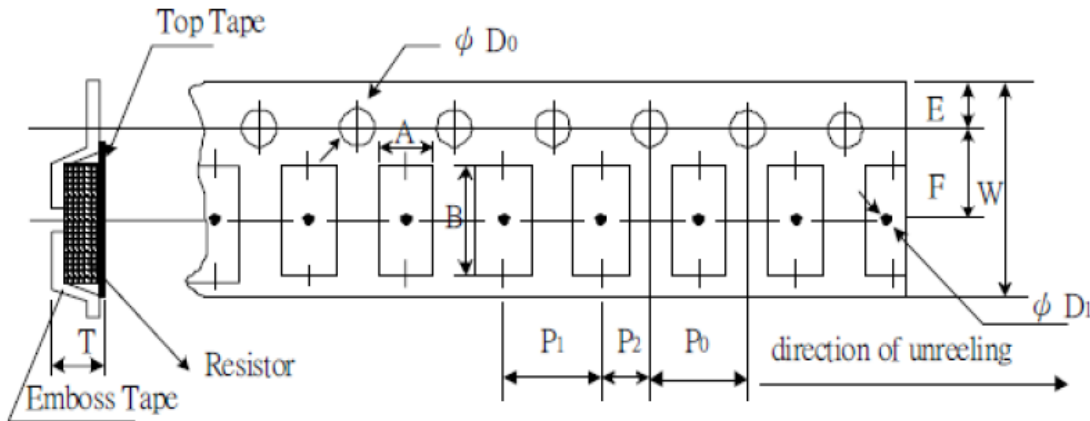 Top Tape
ϕ D₀
A
E
F
W
B
ϕ D₁
T
P₁
P₂
P₀
direction of unreeling
Resistor
Emboss Tape